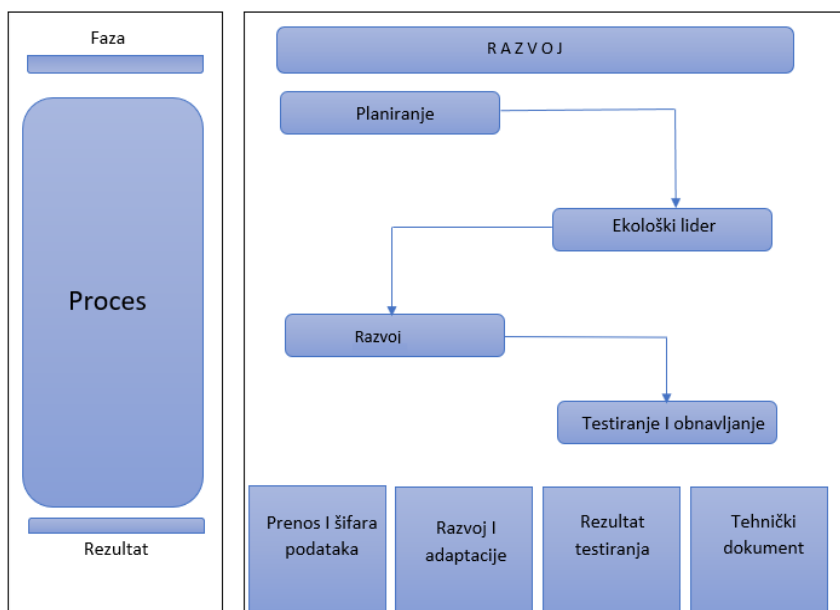 Faza
Proces
Rezultat
R A Z V O J
Planiranje
Ekološki lider
Razvoj
Testiranje I obnavljanje
Prenos I šifara
podataka
Razvoj I
adaptacije
Rezultat
testiranja
Tehnički
dokument